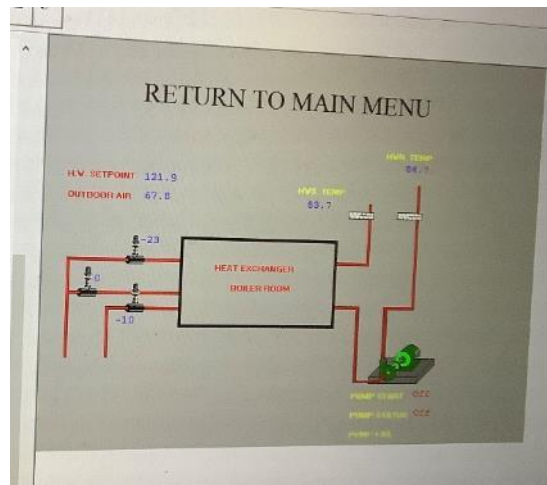 RETURN TO MAIN MENU
HWR TEMP
84.7
H.W. SETPOINT 121.9
OUTDOOR AIR 67.8
HWS TEMP
83.7
-23
0
-10
HEAT EXCHANGER
BOILER ROOM
PUMP START Off
PUMP STATUS Off